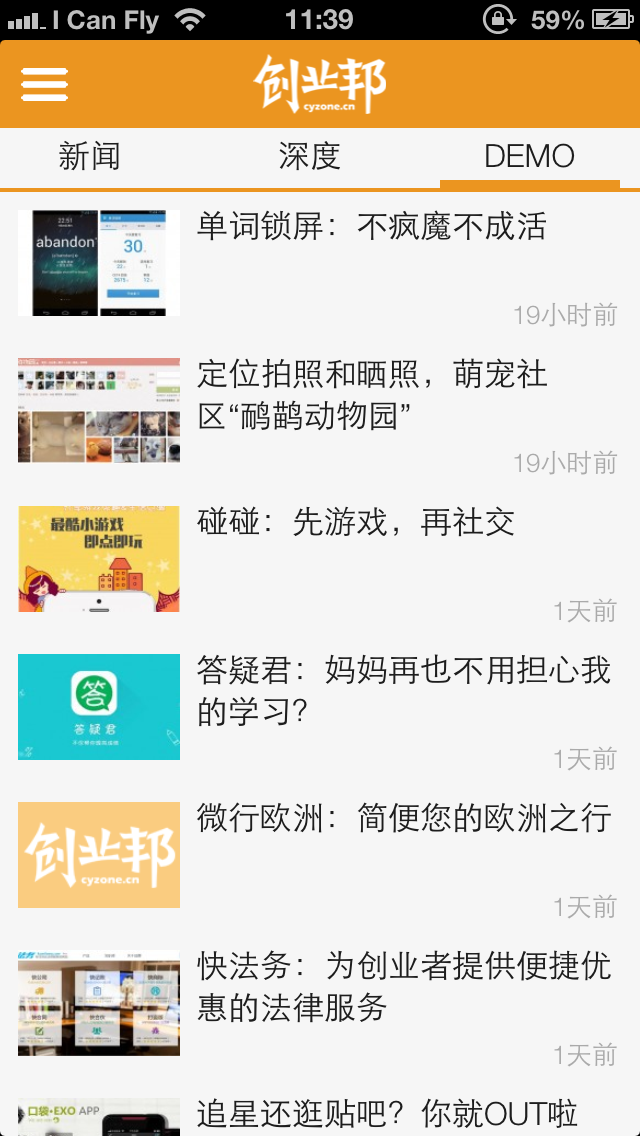 I Can Fly
11:39
59%
创业邦
cyzone.cn
新闻
深度
DEMO
22:51
abandon
30
单词锁屏：不疯魔不成活
19小时前
定位拍照和晒照，萌宠社
区“鸸鹋动物园”
19小时前
最酷小游戏
即点即玩
碰碰：先游戏，再社交
1天前
答
答疑君
答疑君：妈妈再也不用担心我
的学习？
1天前
创业邦
cyzone.cn
微行欧洲：简便您的欧洲之行
1天前
快法务：为创业者提供便捷优
惠的法律服务
1天前
口袋·EXO APP
追星还逛贴吧？你就OUT啦